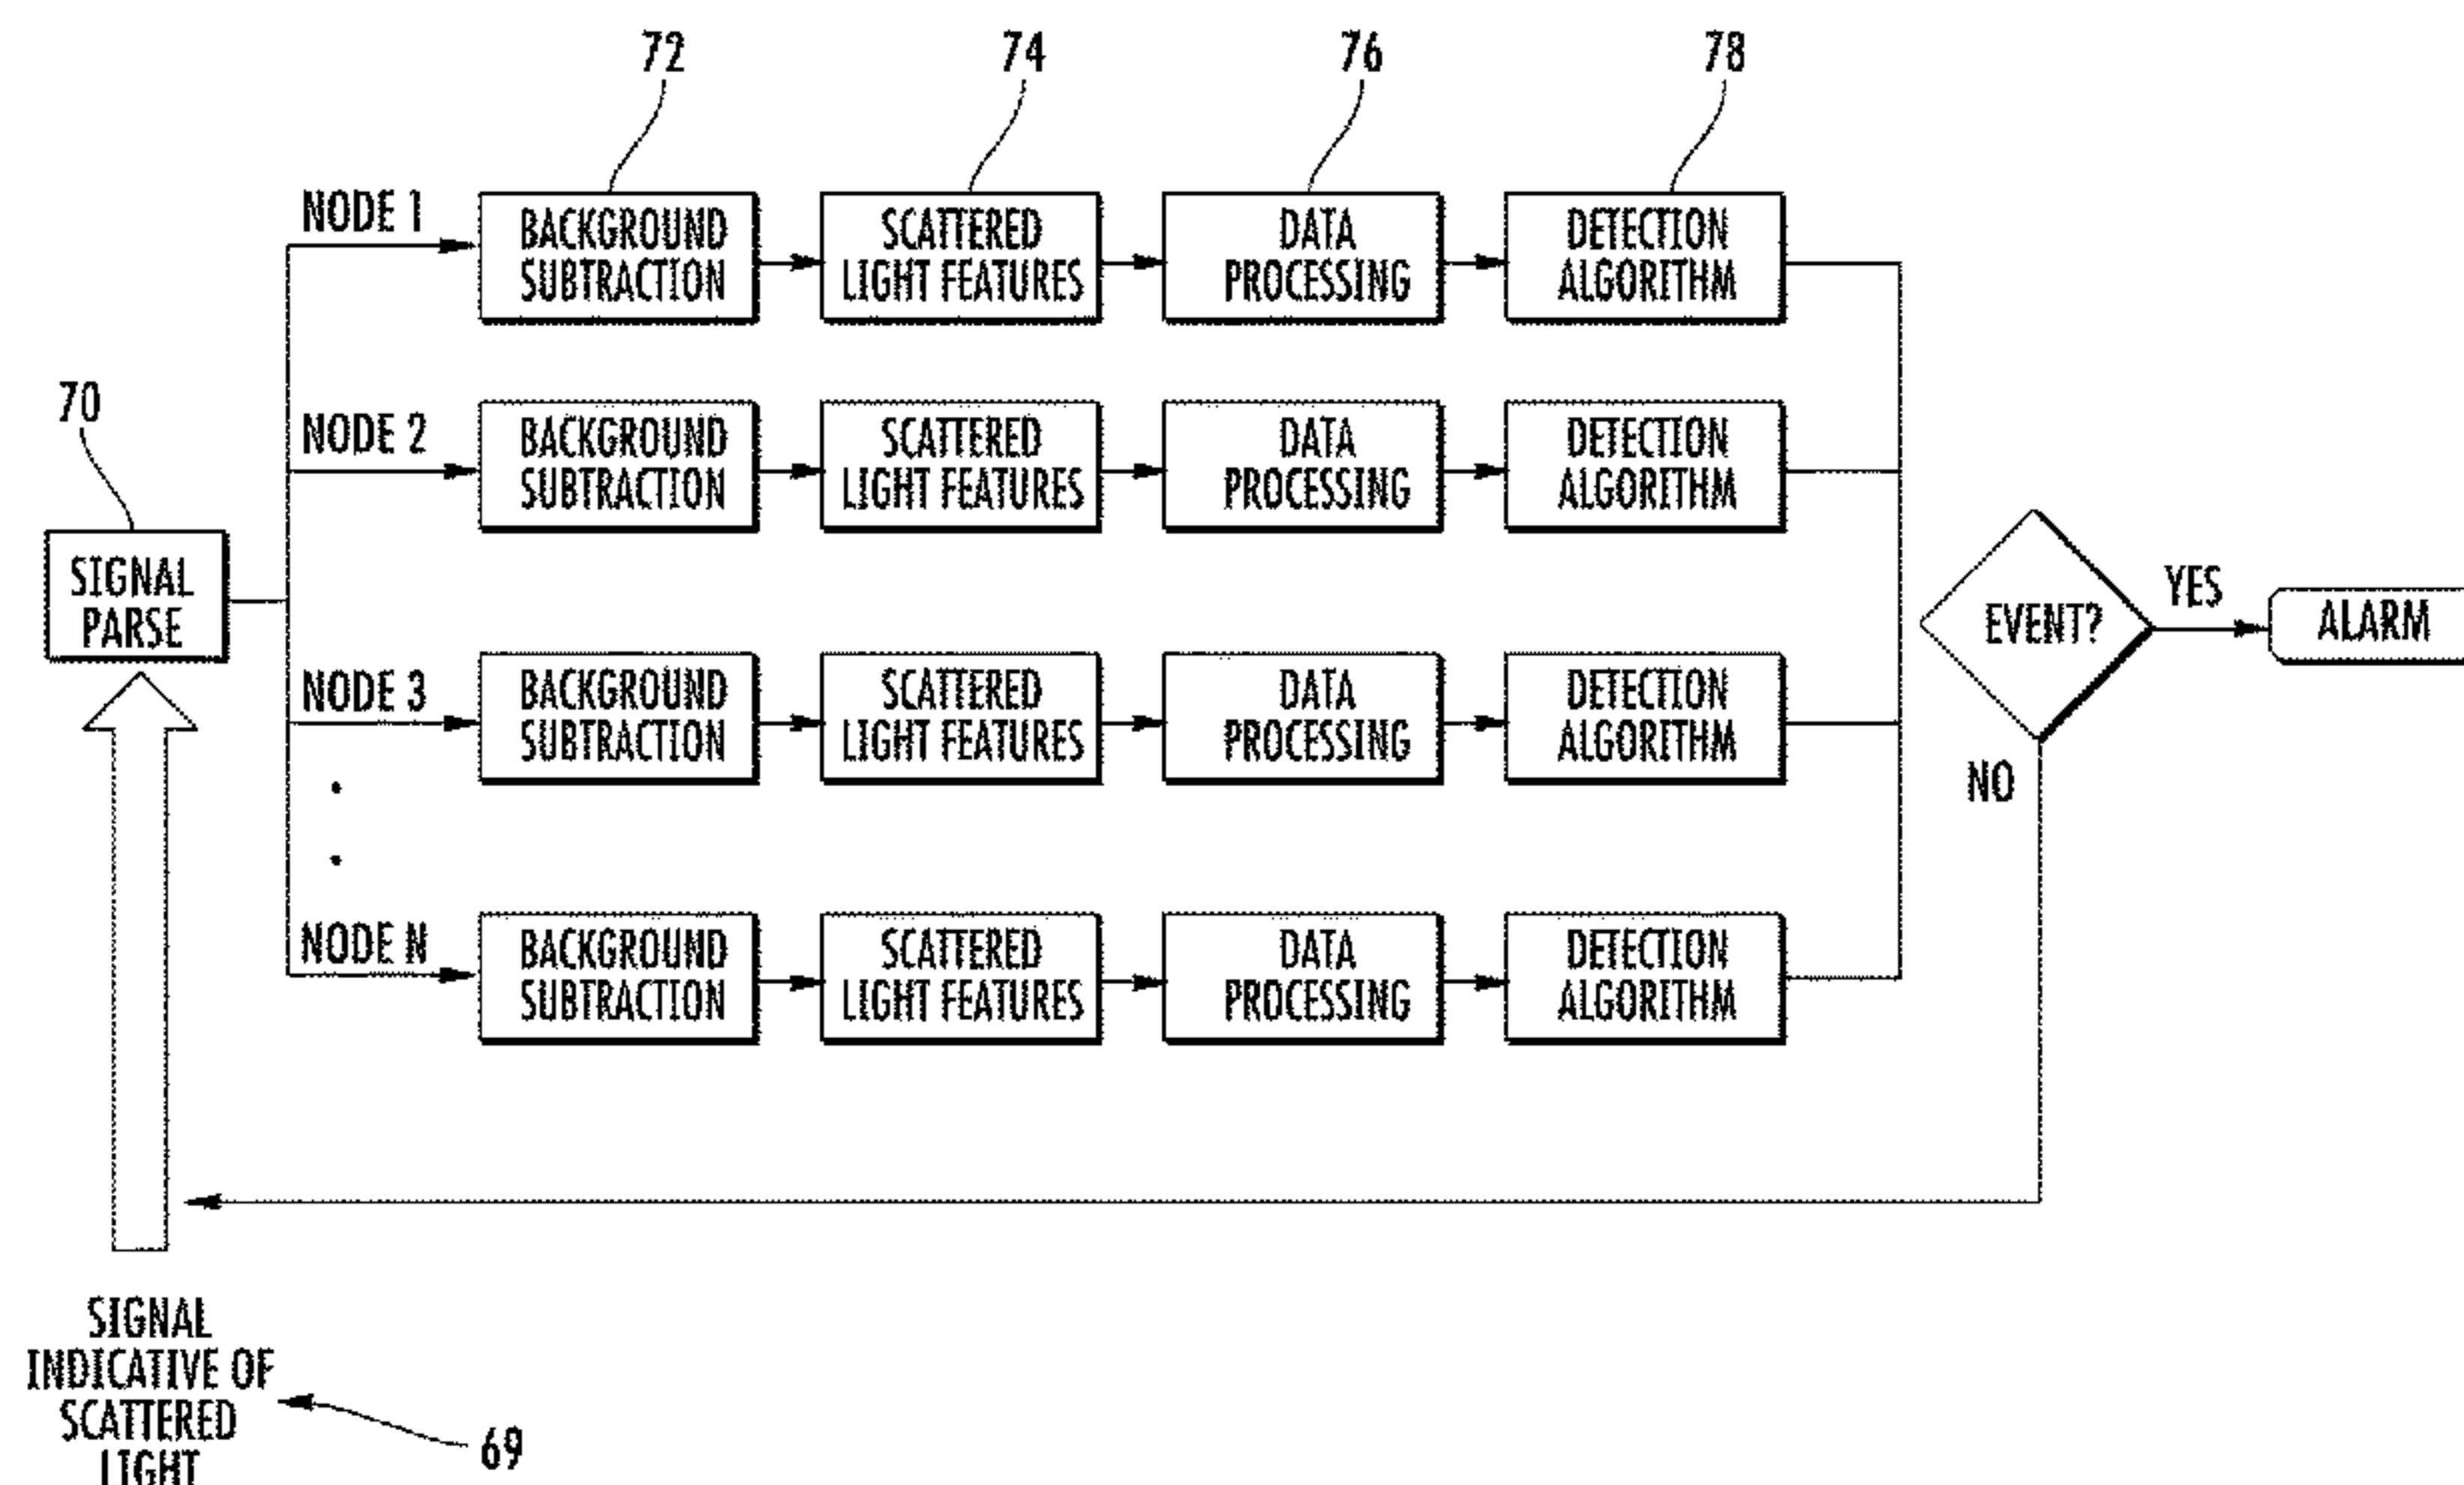 72
74
76
78
NODE 1
BACKGROUND
SUBTRACTION
SCATTERED
LIGHT FEATURES
DATA
PROCESSING
DETECTION
ALGORITHM
70
NODE 2
BACKGROUND
SUBTRACTION
SCATTERED
LIGHT FEATURES
DATA
PROCESSING
DETECTION
ALGORITHM
SIGNAL
PARSE
EVENT?
YES
ALARM
NO
NODE 3
BACKGROUND
SUBTRACTION
SCATTERED
LIGHT FEATURES
DATA
PROCESSING
DETECTION
ALGORITHM
NODE N
BACKGROUND
SUBTRACTION
SCATTERED
LIGHT FEATURES
DATA
PROCESSING
DETECTION
ALGORITHM
SIGNAL
INDICATIVE OF
SCATTERED
LIGHT
69